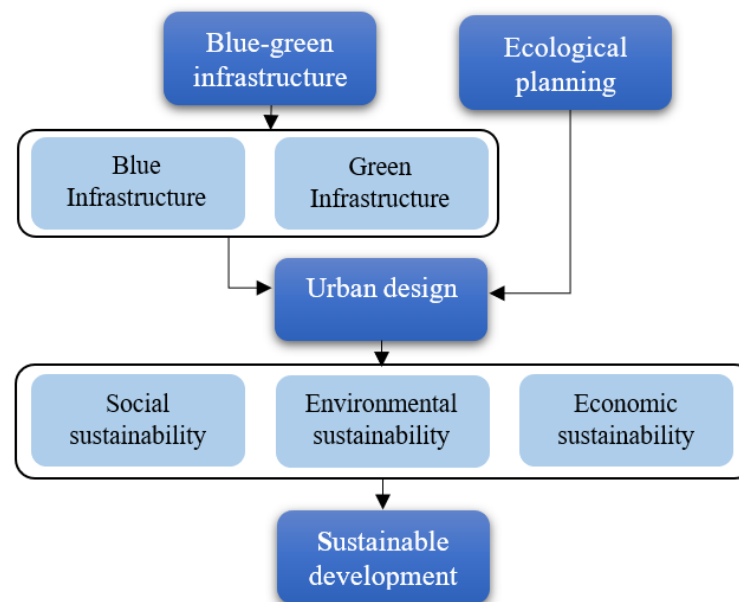 Blue-green
infrastructure
Ecological
planning
Blue
Infrastructure
Green
Infrastructure
Urban design
Social
sustainability
Environmental
sustainability
Economic
sustainability
Sustainable
development